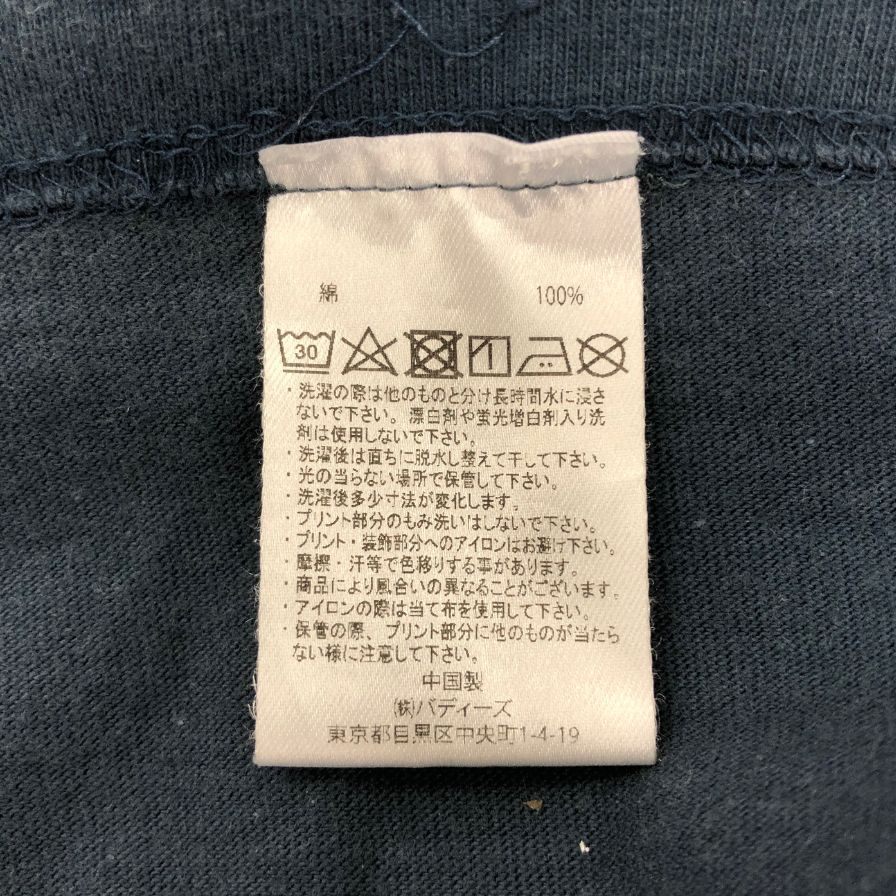 綿 100%
30
・洗濯の際は他のものと分け長時間水に浸さ
ないで下さい。漂白剤や蛍光増白剤入り洗
剤は使用しないで下さい。
・洗濯後は直ちに脱水し整えて干して下さい。
・光の当らない場所で保管して下さい。
・洗濯後多少寸法が変化します。
・プリント部分のもみ洗いはしないで下さい。
・プリント・装飾部分へのアイロンはお避け下さい。
・摩擦・汗等で色移りする事があります。
・商品により風合いの異なることがございます。
・アイロンの際は当て布を使用して下さい。
・保管の際、プリント部分に他のものが当たら
ない様に注意して下さい。
中国製
㈱バディーズ
東京都目黒区中央町1-4-19